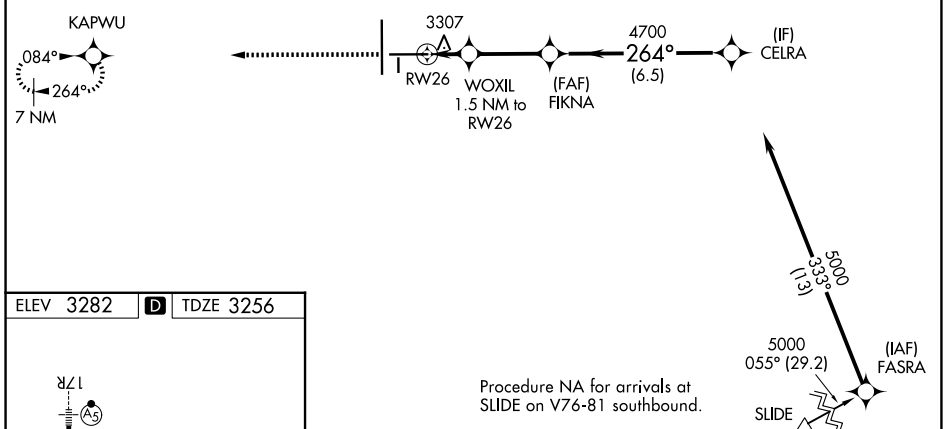 KAPWU
084°
264°
7 NM
3307
RW26
WOXIL
1.5 NM to
RW26
(FAF)
FIKNA
4700
264°
(6.5)
(IF)
CELRA
5000
333°
(13)
ELEV 3282 D TDZE 3256
17R
A5
Procedure NA for arrivals at
SLIDE on V76-81 southbound.
5000
055° (29.2)
(IAF)
FASRA
SLIDE